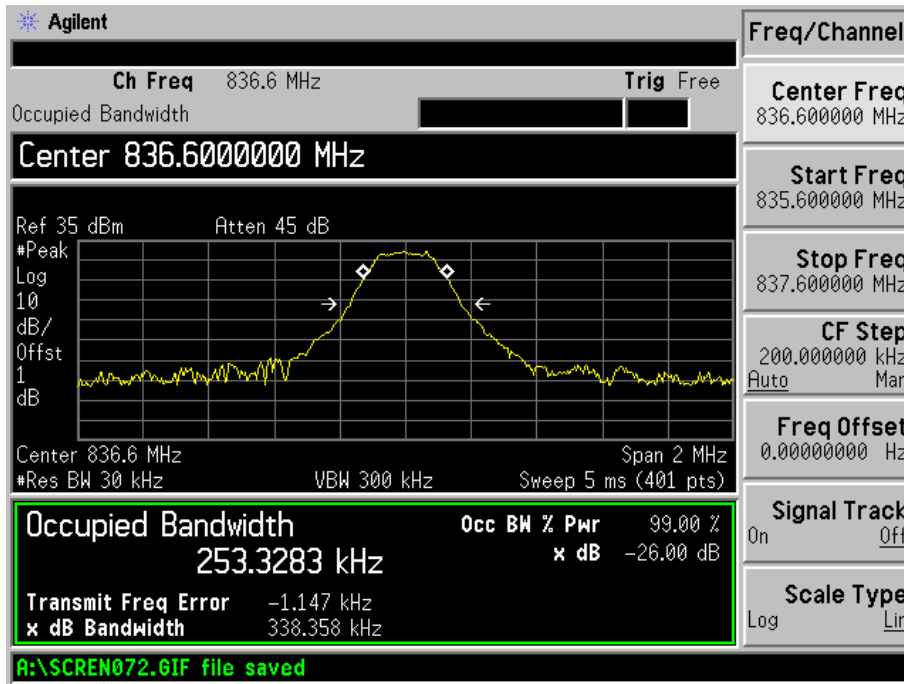 Agilent
Freq/Channel
Ch Freq 836.6 MHz Trig Free
Occupied Bandwidth
Center 836.6000000 MHz
Ref 35 dBm Atten 45 dB
#Peak
Log
10
dB/
Offst
1
dB
Center 836.6 MHz Span 2 MHz
#Res BW 30 kHz VBW 300 kHz Sweep 5 ms (401 pts)
Occupied Bandwidth Occ BW % Pwr 99.00 %
253.3283 kHz x dB -26.00 dB
Transmit Freq Error -1.147 kHz
x dB Bandwidth 338.358 kHz
A:\SCREN072.GIF file saved
Center Freq
836.600000 MHz
Start Freq
835.600000 MHz
Stop Freq
837.600000 MHz
CF Step
200.000000 kHz
Auto Man
Freq Offset
0.00000000 Hz
Signal Track
On Off
Scale Type
Log Lin